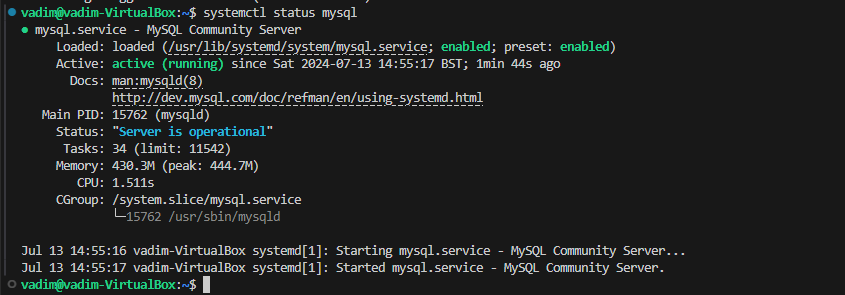 vadim@vadim-VirtualBox:~$ systemctl status mysql
● mysql.service - MySQL Community Server
Loaded: loaded (/usr/lib/systemd/system/mysql.service; enabled; preset: enabled)
Active: active (running) since Sat 2024-07-13 14:55:17 BST; 1min 44s ago
Docs: man:mysqld(8)
http://dev.mysql.com/doc/refman/en/using-systemd.html
Main PID: 15762 (mysqld)
Status: "Server is operational"
Tasks: 34 (limit: 11542)
Memory: 430.3M (peak: 444.7M)
CPU: 1.511s
CGroup: /system.slice/mysql.service
└─15762 /usr/sbin/mysqld
Jul 13 14:55:16 vadim-VirtualBox systemd[1]: Starting mysql.service - MySQL Community Server...
Jul 13 14:55:17 vadim-VirtualBox systemd[1]: Started mysql.service - MySQL Community Server.
vadim@vadim-VirtualBox:~$